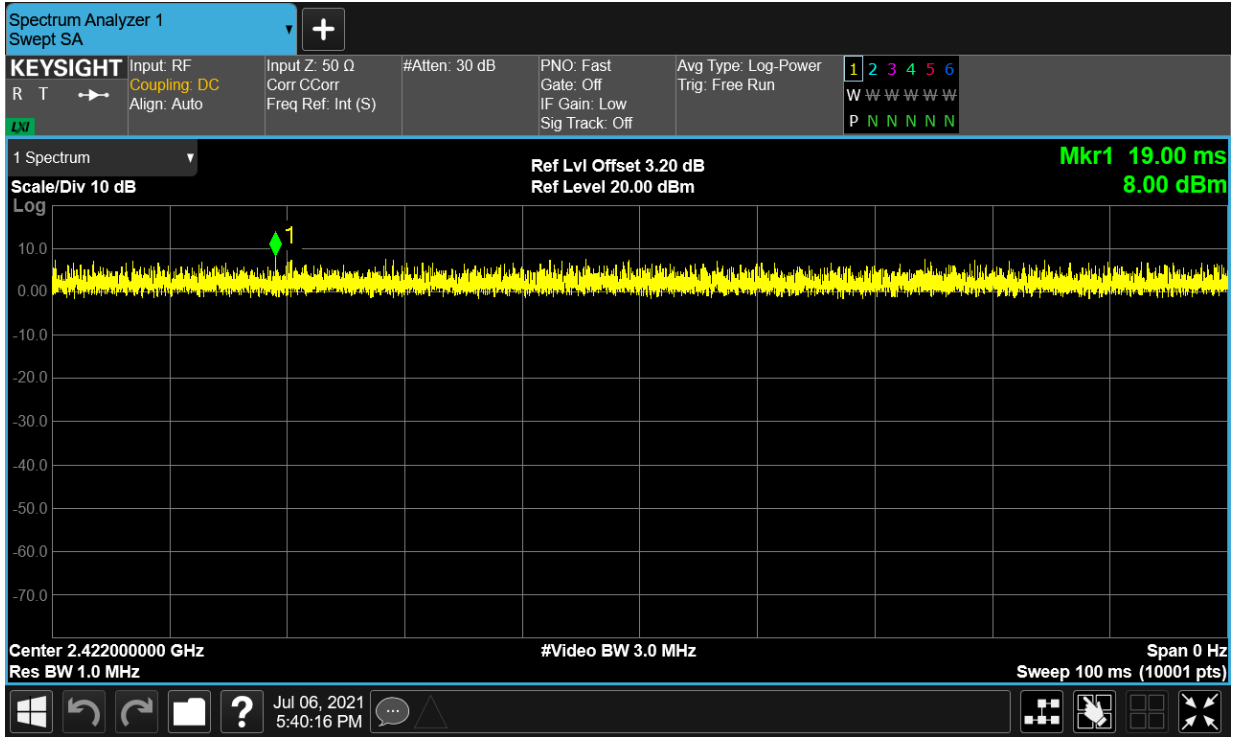 Spectrum Analyzer 1
Swept SA
KEYSIGHT
R T
LXI
Input: RF
Coupling: DC
Align: Auto
Input Z: 50 Ω
Corr CCorr
Freq Ref: Int (S)
#Atten: 30 dB
PNO: Fast
Gate: Off
IF Gain: Low
Sig Track: Off
Avg Type: Log-Power
Trig: Free Run
1 2 3 4 5 6
W W W W W W
P N N N N N
1 Spectrum
Scale/Div 10 dB
Ref Lvl Offset 3.20 dB
Ref Level 20.00 dBm
Mkr1 19.00 ms
8.00 dBm
Log
1
10.0
0.00
-10.0
-20.0
-30.0
-40.0
-50.0
-60.0
-70.0
Center 2.422000000 GHz
#Video BW 3.0 MHz
Span 0 Hz
Res BW 1.0 MHz
Sweep 100 ms (10001 pts)
?
Jul 06, 2021
5:40:16 PM